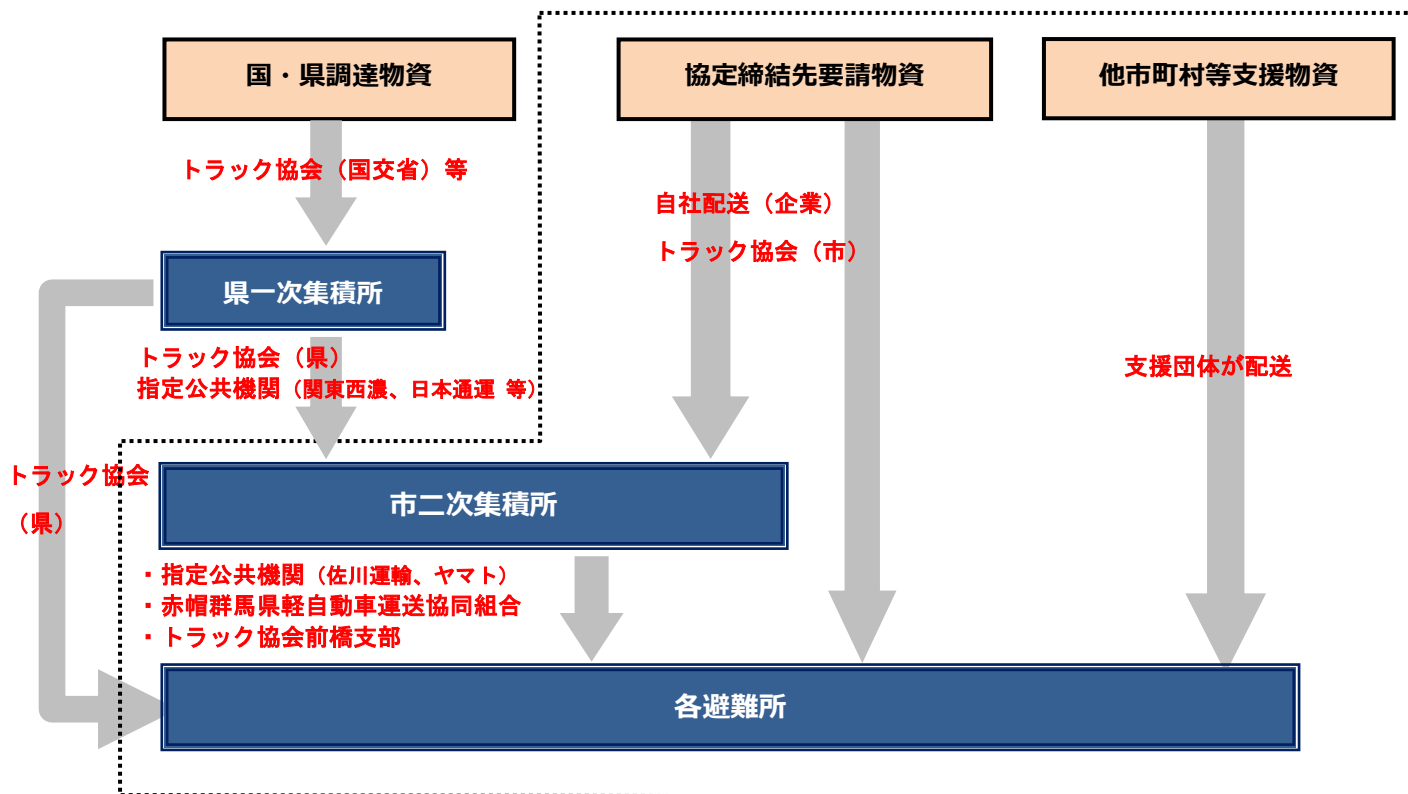 国・県調達物資
協定締結先要請物資
他市町村等支援物資
トラック協会（国交省）等
自社配送（企業）
トラック協会（市）
県一次集積所
トラック協会（県）
指定公共機関（関東西濃、日本通運 等）
支援団体が配送
トラック協会
（県）
市二次集積所
・指定公共機関（佐川運輸、ヤマト）
・赤帽群馬県軽自動車運送協同組合
・トラック協会前橋支部
各避難所